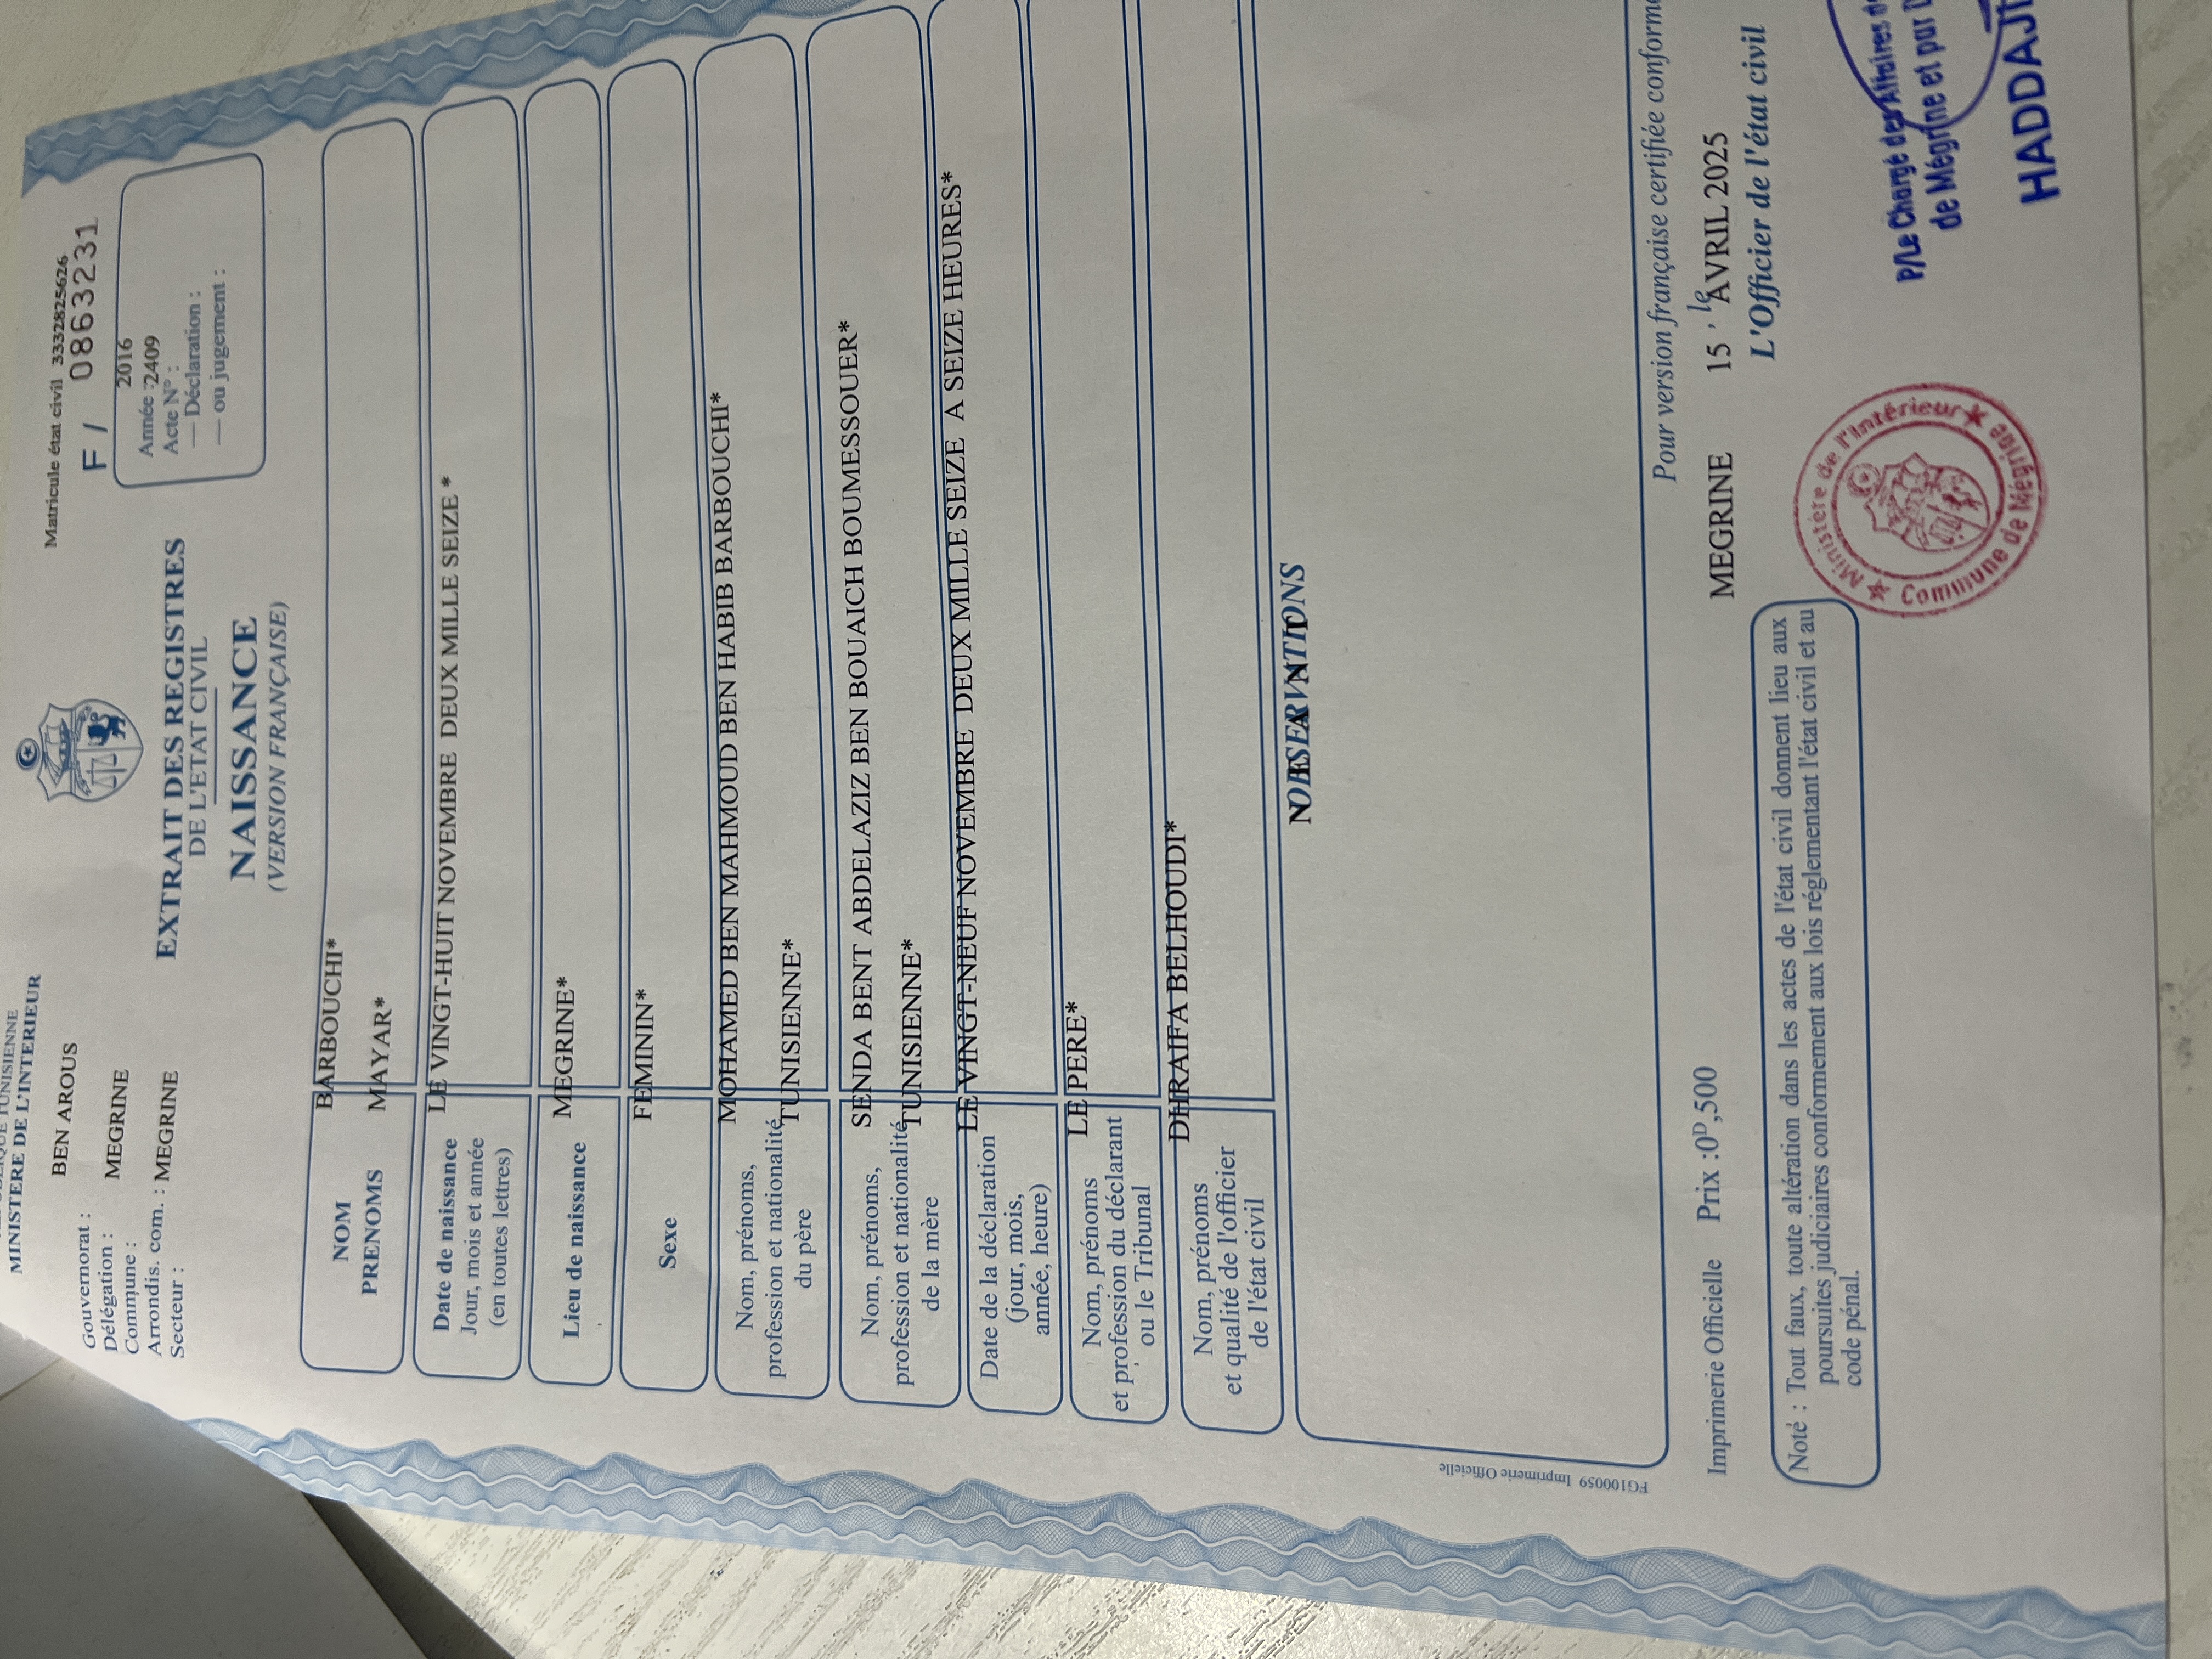 MINISTERE DE L'INTERIEUR
Gouvernorat : BEN AROUS
Délégation : MEGRINE
Commune :
Arrondis. com. : MEGRINE
Secteur :
Matricule état civil 3332825626
F / 0863231
2016
Année :
2409
Acte N° :
— Déclaration :
— ou jugement :
EXTRAIT DES REGISTRES
DE L'ETAT CIVIL
NAISSANCE
(VERSION FRANÇAISE)
NOM BARBOUCHI*
PRENOMS MAYAR*
Date de naissance
Jour, mois et année
(en toutes lettres)
LE VINGT-HUIT NOVEMBRE DEUX MILLE SEIZE *
Lieu de naissance MEGRINE*
Sexe FEMININ*
Nom, prénoms,
profession et nationalité
du père
MOHAMED BEN MAHMOUD BEN HABIB BARBOUCHI*
TUNISIENNE*
Nom, prénoms,
profession et nationalité
de la mère
SENDA BENT ABDELAZIZ BEN BOUAICH BOUMESSOUER*
TUNISIENNE*
Date de la déclaration
(jour, mois,
année, heure)
LE VINGT-NEUF NOVEMBRE DEUX MILLE SEIZE A SEIZE HEURES*
Nom, prénoms
et profession du déclarant
ou le Tribunal
LE PERE*
Nom, prénoms
et qualité de l'officier
de l'état civil
DHRAIFA BELHOUDI*
OBSERVATIONS
Pour version française certifiée conforme
MEGRINE 15 , le AVRIL 2025
L'Officier de l'état civil
Imprimerie Officielle Prix :0D,500
Note : Tout faux, toute altération dans les actes de l'état civil donnent lieu aux
poursuites judiciaires conformement aux lois réglementant l'état civil et au
code pénal.
FG100059 Imprimerie Officielle
Ministère de l'Intérieur
Commune de Mégrine
P/Le Chargé des Affaires de
de Mégrine et par
HADDAJI